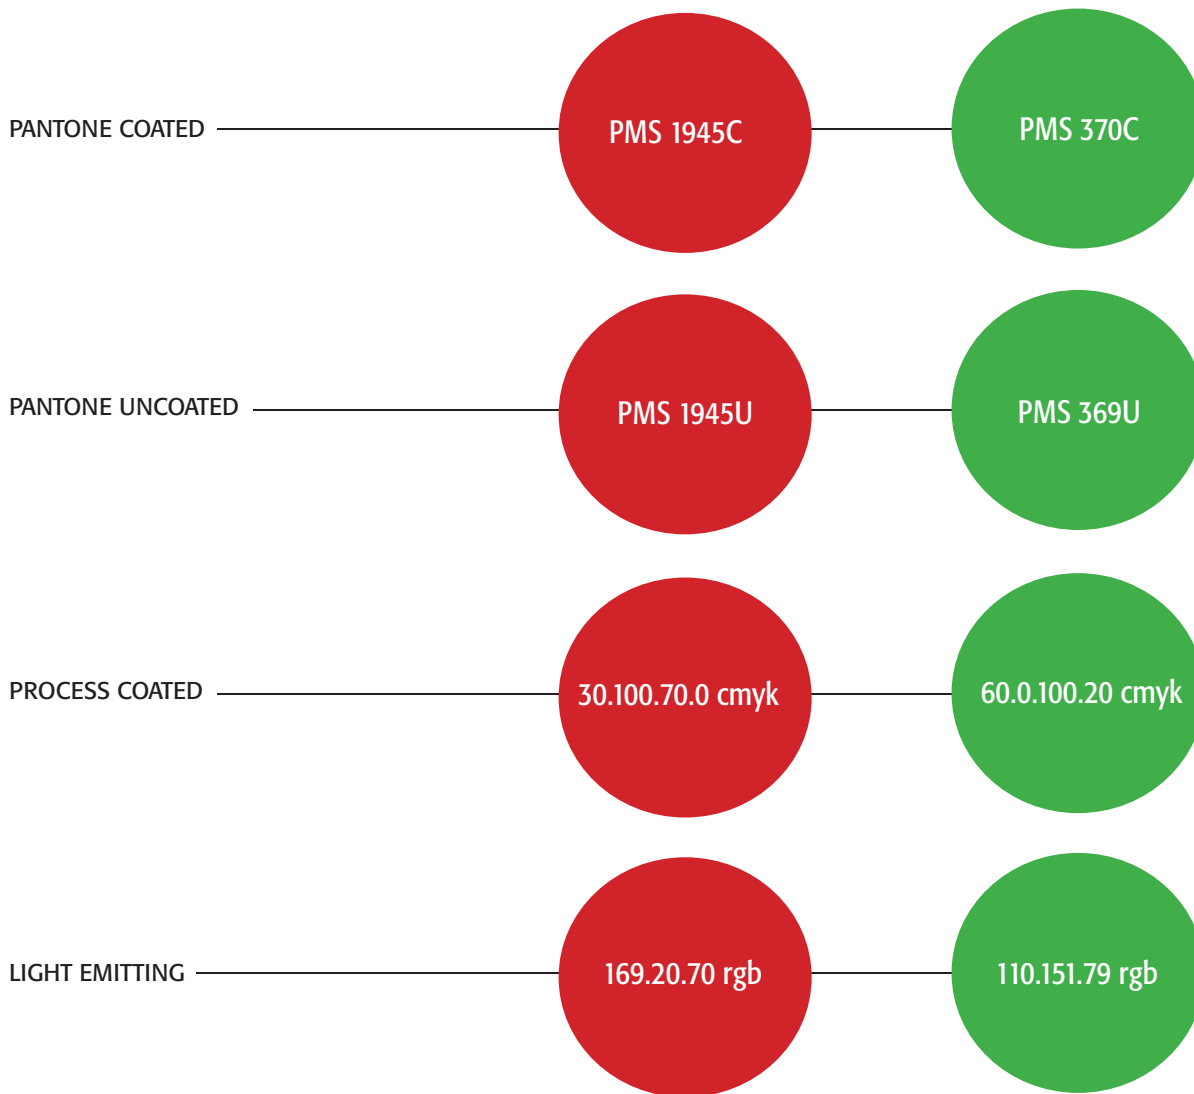 PANTONE COATED
PMS 1945C
PMS 370C
PANTONE UNCOATED
PMS 1945U
PMS 369U
PROCESS COATED
30.100.70.0 cmyk
60.0.100.20 cmyk
LIGHT EMITTING
169.20.70 rgb
110.151.79 rgb